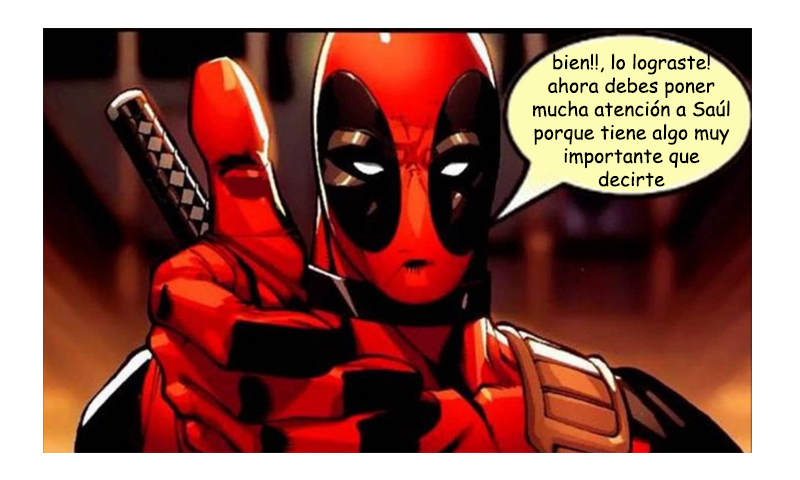 bien!!, lo lograste!
ahora debes poner
mucha atención a Saúl
porque tiene algo muy
importante que
decirte